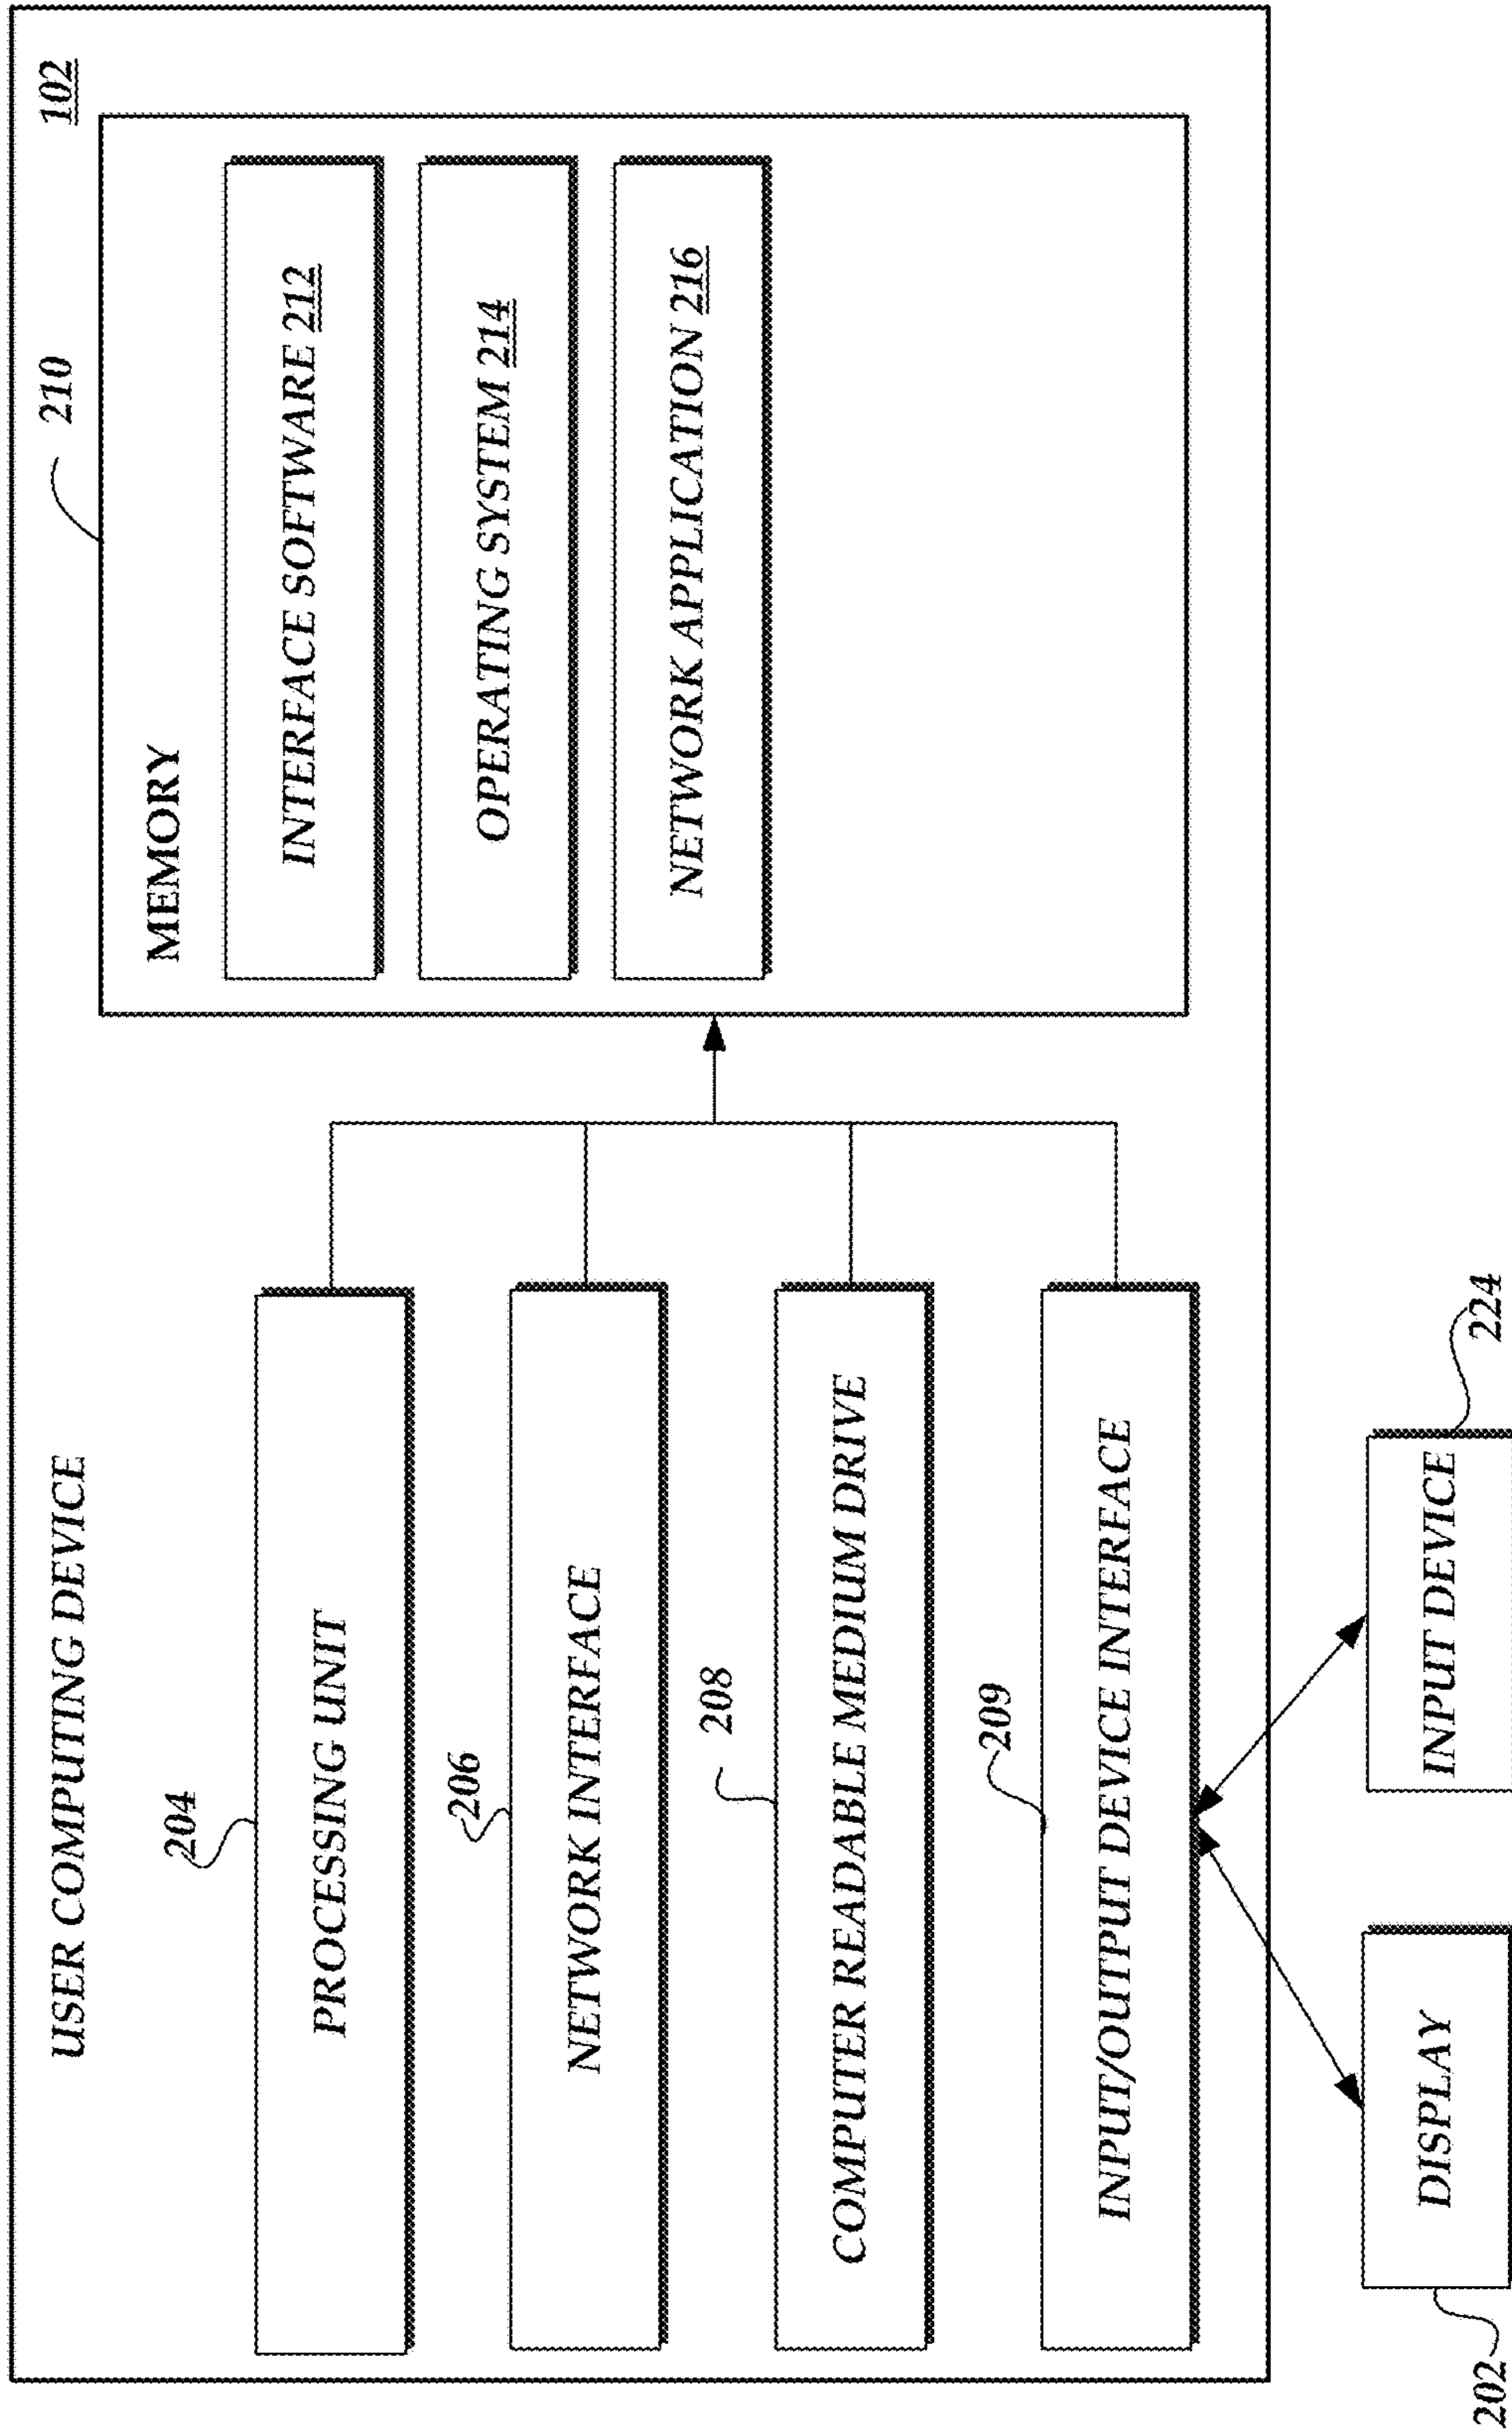 USER COMPUTING DEVICE
102
204
PROCESSING UNIT
206
NETWORK INTERFACE
208
COMPUTER READABLE MEDIUM DRIVE
209
INPUT/OUTPUT DEVICE INTERFACE
210
MEMORY
INTERFACE SOFTWARE 212
OPERATING SYSTEM 214
NETWORK APPLICATION 216
202
DISPLAY
INPUT DEVICE
224